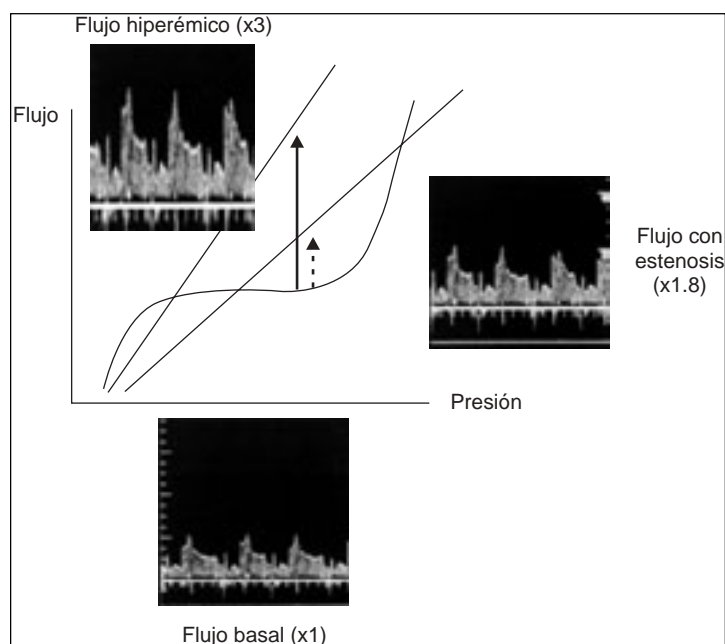 Flujo hiperémico (x3)
Flujo
Flujo con
estenosis
(x1.8)
Presión
Flujo basal (x1)